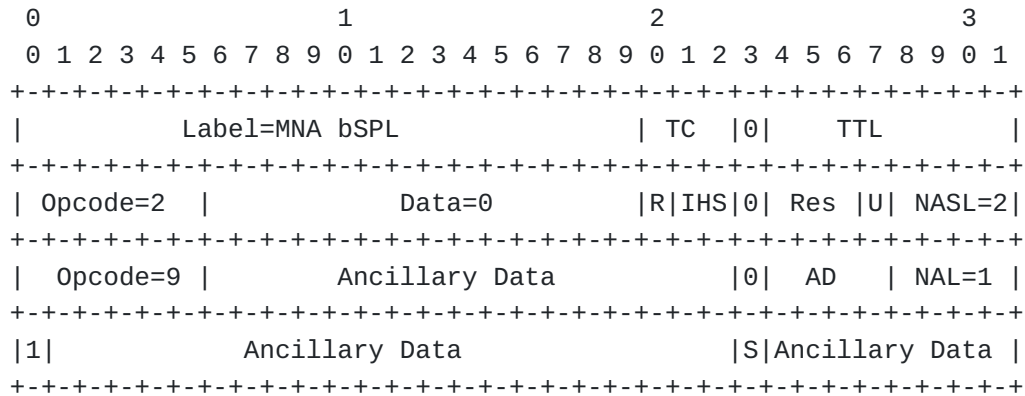 0                   1                   2                   3
 0 1 2 3 4 5 6 7 8 9 0 1 2 3 4 5 6 7 8 9 0 1 2 3 4 5 6 7 8 9 0 1
+-+-+-+-+-+-+-+-+-+-+-+-+-+-+-+-+-+-+-+-+-+-+-+-+-+-+-+-+-+-+-+-+
|          Label=MNA bSPL               | TC  |0|    TTL        |
+-+-+-+-+-+-+-+-+-+-+-+-+-+-+-+-+-+-+-+-+-+-+-+-+-+-+-+-+-+-+-+-+
| Opcode=2  |            Data=0         |R|IHS|0| Res |U| NASL=2|
+-+-+-+-+-+-+-+-+-+-+-+-+-+-+-+-+-+-+-+-+-+-+-+-+-+-+-+-+-+-+-+-+
|  Opcode=9 |        Ancillary Data           |0|  AD   | NAL=1 |
+-+-+-+-+-+-+-+-+-+-+-+-+-+-+-+-+-+-+-+-+-+-+-+-+-+-+-+-+-+-+-+-+
|1|            Ancillary Data                 |S|Ancillary Data |
+-+-+-+-+-+-+-+-+-+-+-+-+-+-+-+-+-+-+-+-+-+-+-+-+-+-+-+-+-+-+-+-+